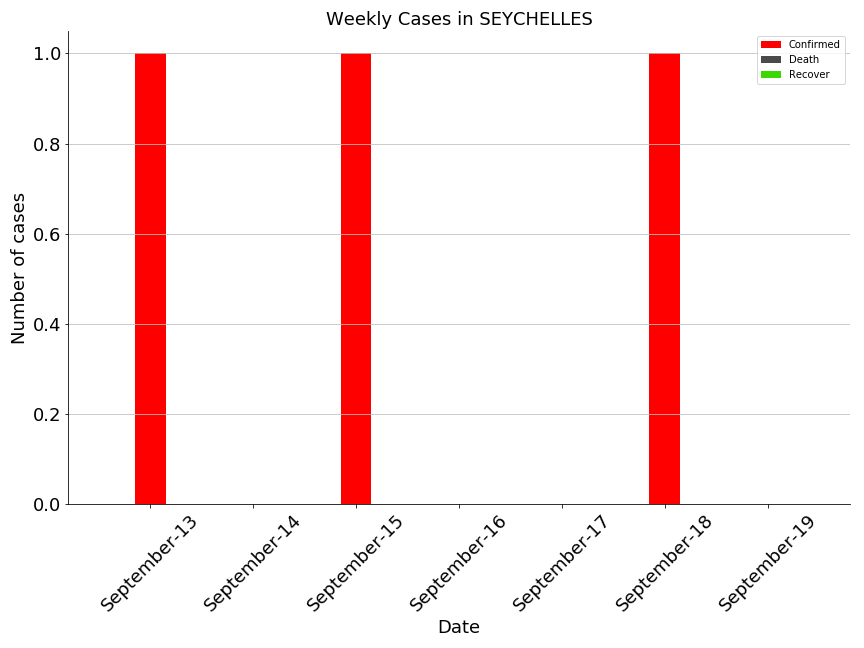 Weekly Cases in SEYCHELLES
Confirmed
Death
Recover
Number of cases
1.0
0.8
0.6
0.4
0.2
0.0
September-13
September-14
September-15
September-16
September-17
September-18
September-19
Date